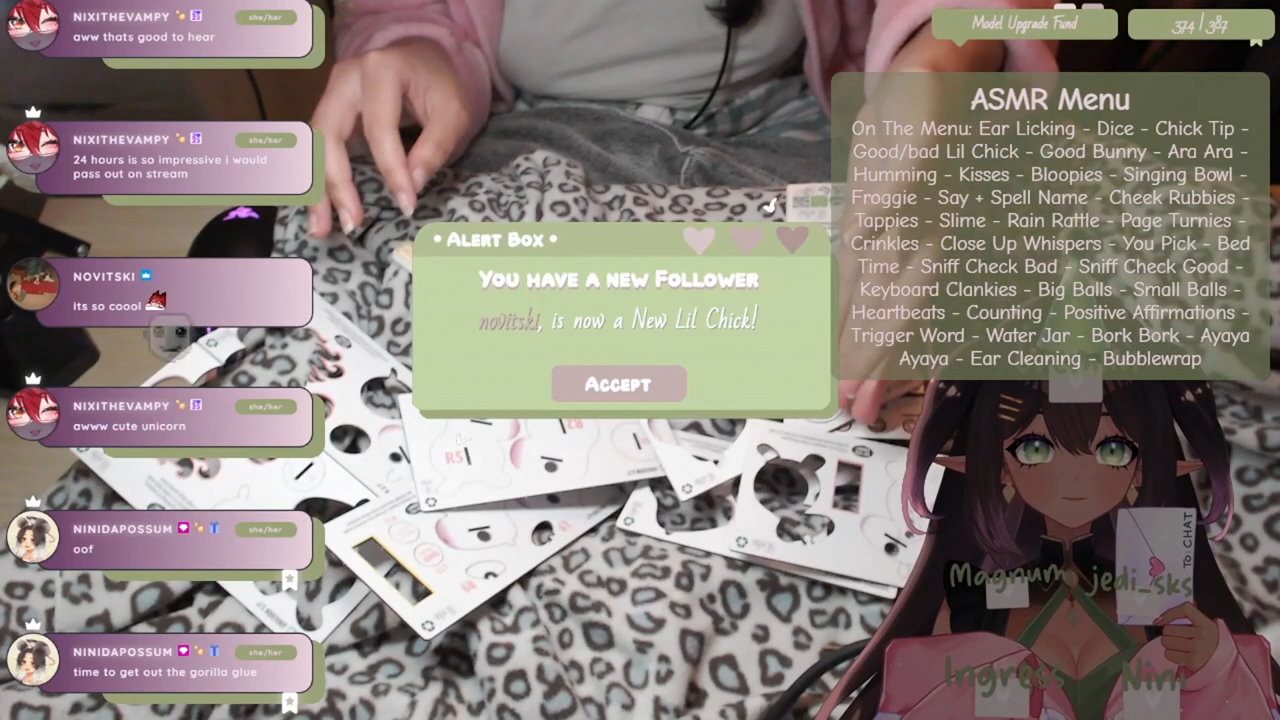 NIXITHEVAMPY she/her
aww thats good to hear
NIXITHEVAMPY she/her
24 hours is so impressive i would
pass out on stream
NOVITSKI
its so coool
NIXITHEVAMPY she/her
awww cute unicorn
NINIDAPOSSUM she/her
oof
NINIDAPOSSUM she/her
time to get out the gorilla glue
• ALERT BOX •
YOU HAVE A NEW FOLLOWER
novitski, is now a New Lil Chick!
ACCEPT
R5
Model Upgrade Fund
374 / 387
ASMR Menu
On The Menu: Ear Licking - Dice - Chick Tip -
Good/bad Lil Chick - Good Bunny - Ara Ara -
Humming - Kisses - Bloopies - Singing Bowl -
Froggie - Say + Spell Name - Cheek Rubbies -
Tappies - Slime - Rain Rattle - Page Turnies -
Crinkles - Close Up Whispers - You Pick - Bed
Time - Sniff Check Bad - Sniff Check Good -
Keyboard Clankies - Big Balls - Small Balls -
Heartbeats - Counting - Positive Affirmations -
Trigger Word - Water Jar - Bork Bork - Ayaya
Ayaya - Ear Cleaning - Bubblewrap
TO: CHAT
Magnum jedi_sks
Ingress Nini